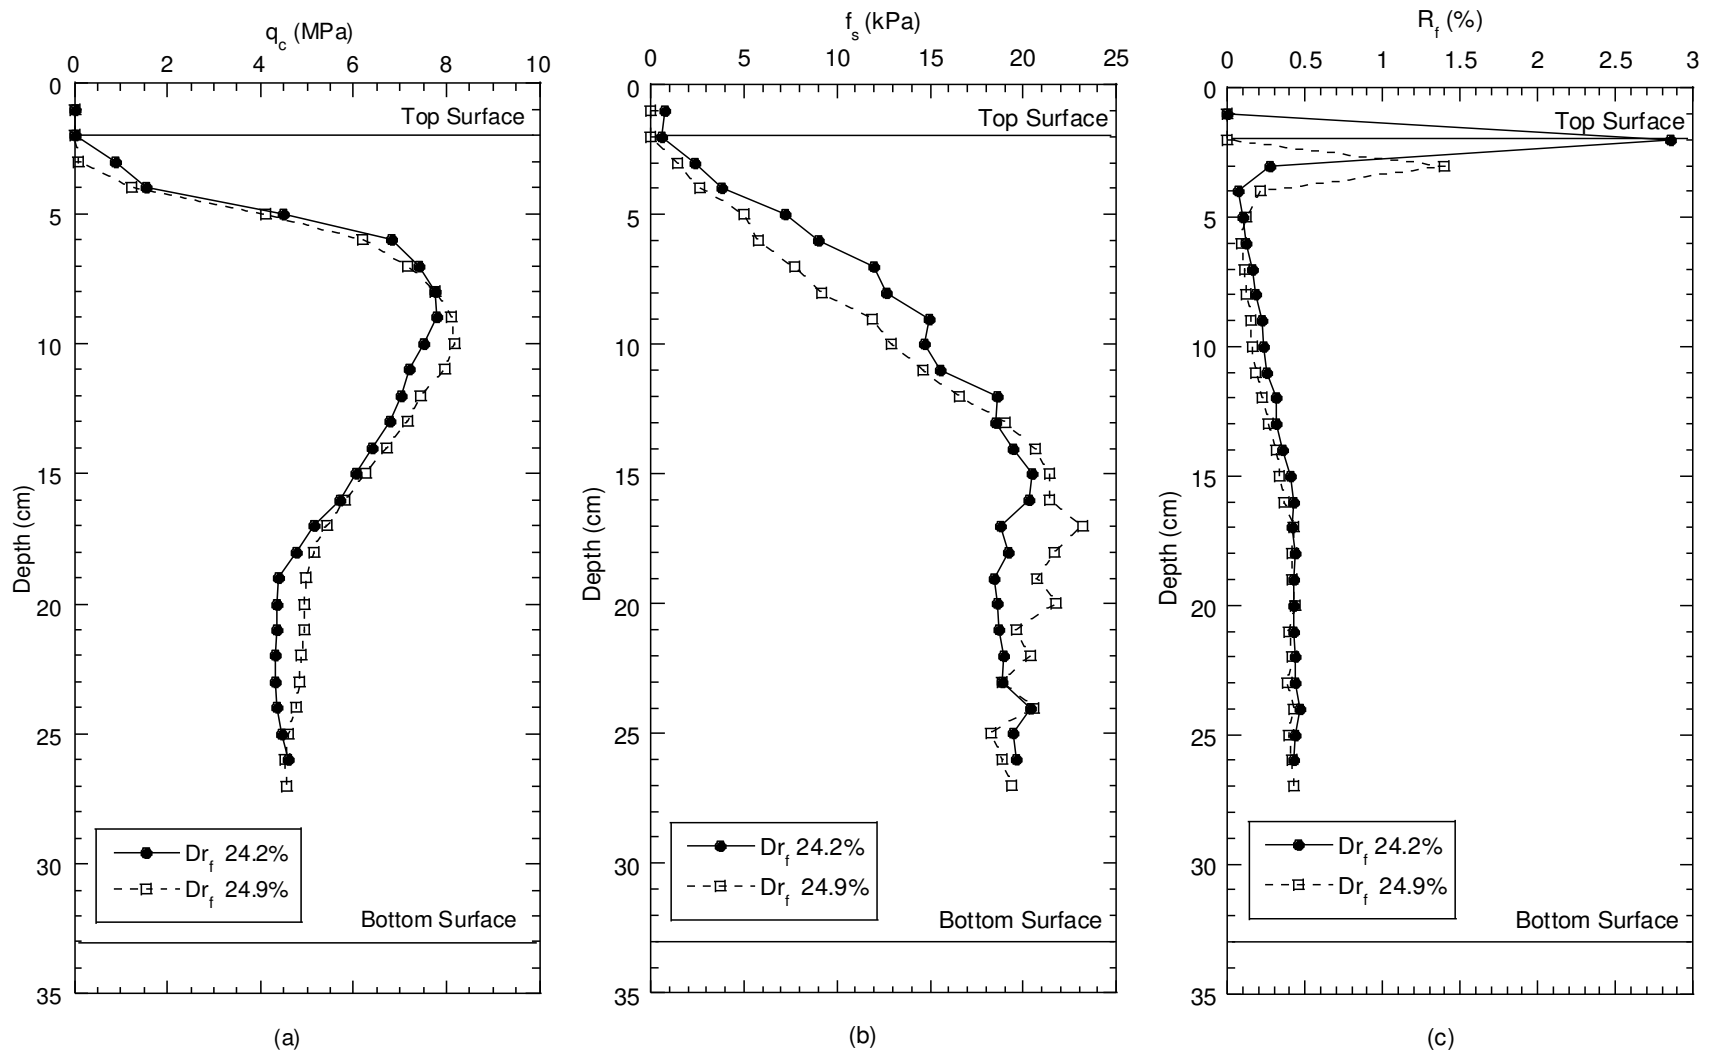 q_c (MPa)
0 2 4 6 8 10
0
5
10
15
20
25
30
35
Depth (cm)
Top Surface
Dr_f 24.2%
Dr_f 24.9%
Bottom Surface
(a)
f_s (kPa)
0 5 10 15 20 25
0
5
10
15
20
25
30
35
Depth (cm)
Top Surface
Dr_f 24.2%
Dr_f 24.9%
Bottom Surface
(b)
R_f (%)
0 0.5 1 1.5 2 2.5 3
0
5
10
15
20
25
30
35
Depth (cm)
Top Surface
Dr_f 24.2%
Dr_f 24.9%
Bottom Surface
(c)